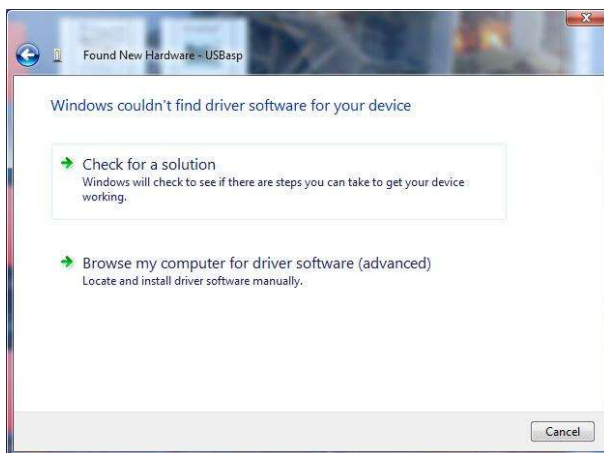 Found New Hardware - USBasp
Windows couldn't find driver software for your device
Check for a solution
Windows will check to see if there are steps you can take to get your device
working.
Browse my computer for driver software (advanced)
Locate and install driver software manually.
Cancel